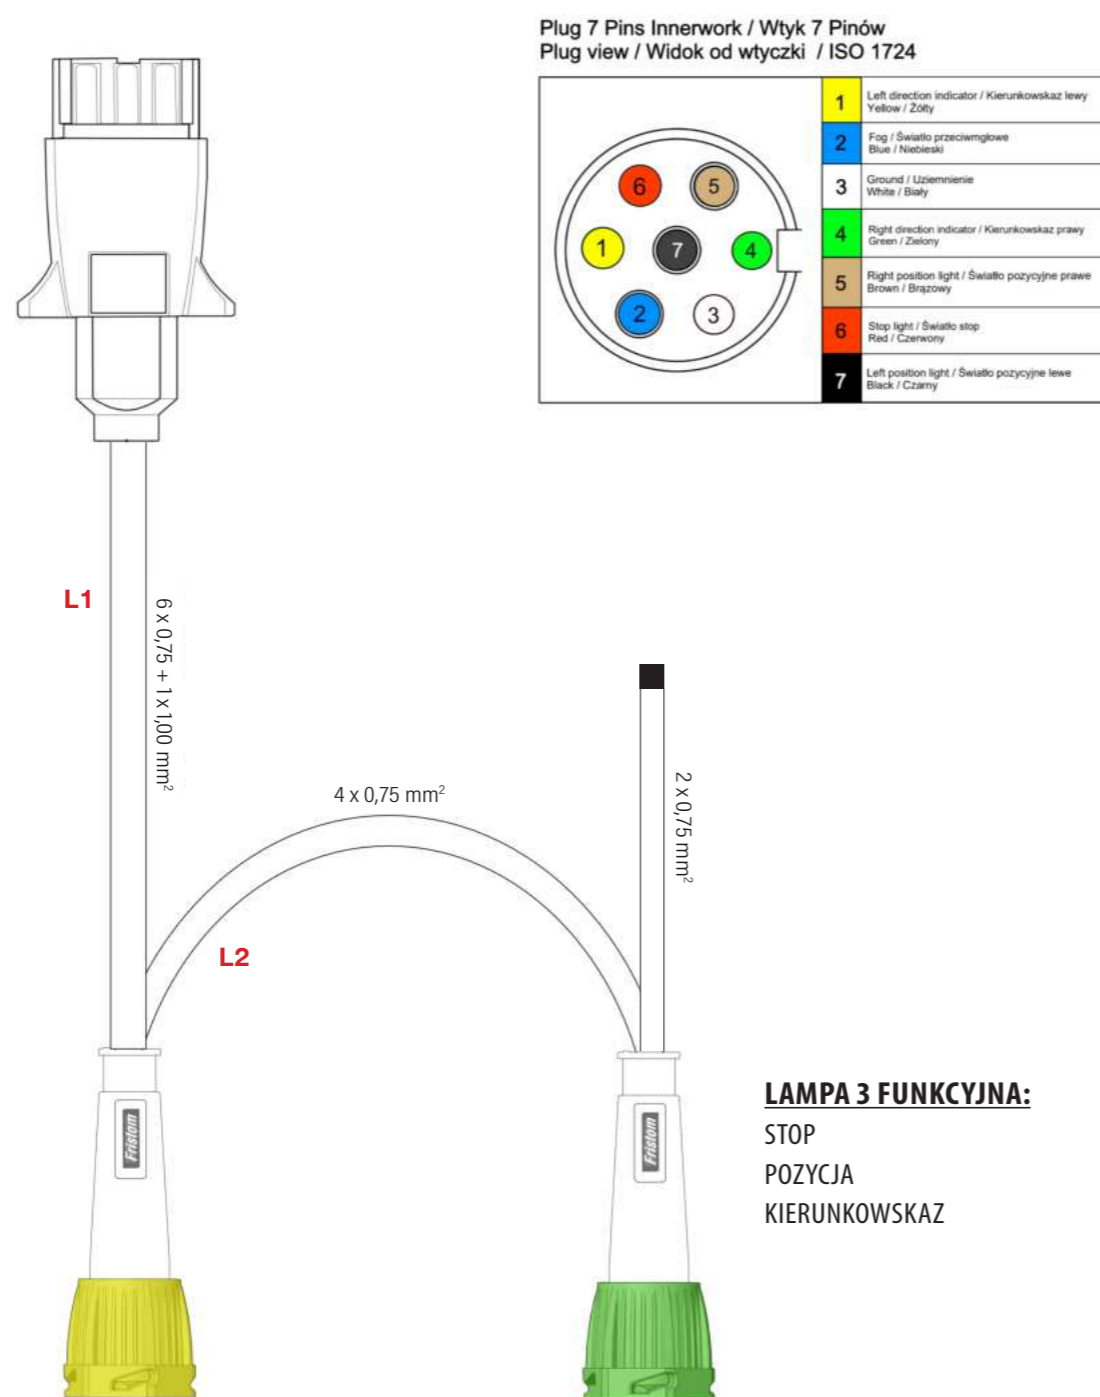 Plug 7 Pins Innerwork / Wtyk 7 Pinów
Plug view / Widok od wtyczki / ISO 1724
6
5
1
7
4
2
3
1
Left direction indicator / Kierunkowskaz lewy
Yellow / Żółty
2
Fog / Światło przeciwmgłowe
Blue / Niebieski
3
Ground / Uziemnienie
White / Biały
4
Right direction indicator / Kierunkowskaz prawy
Green / Zielony
5
Right position light / Światło pozycyjne prawe
Brown / Brązowy
6
Stop light / Światło stop
Red / Czerwony
7
Left position light / Światło pozycyjne lewe
Black / Czarny
L1
6 x 0,75 + 1 x 1,00 mm²
4 x 0,75 mm²
2 x 0,75 mm²
L2
Fristom
Fristom
LAMPA 3 FUNKCYJNA:
STOP
POZYCJA
KIERUNKOWSKAZ